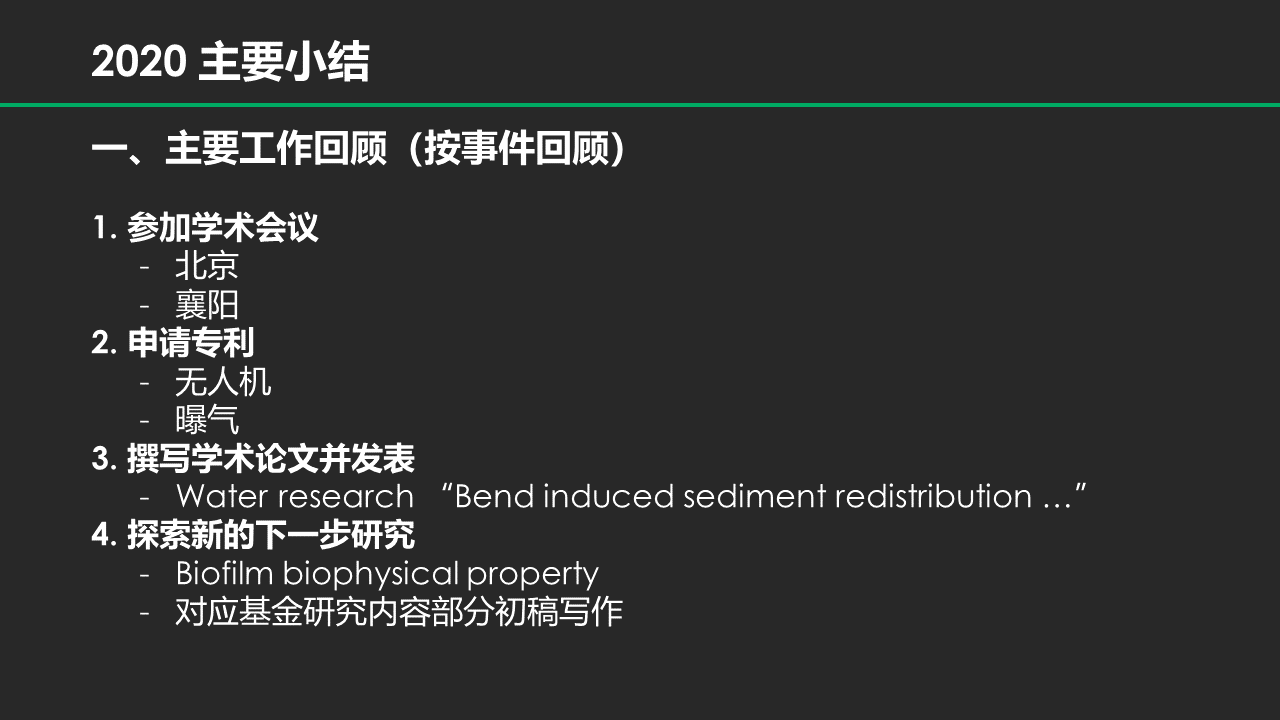 2020 主要小结
一、主要工作回顾（按事件回顾）
1. 参加学术会议
- 北京
- 襄阳
2. 申请专利
- 无人机
- 曝气
3. 撰写学术论文并发表
- Water research “Bend induced sediment redistribution …”
4. 探索新的下一步研究
- Biofilm biophysical property
- 对应基金研究内容部分初稿写作